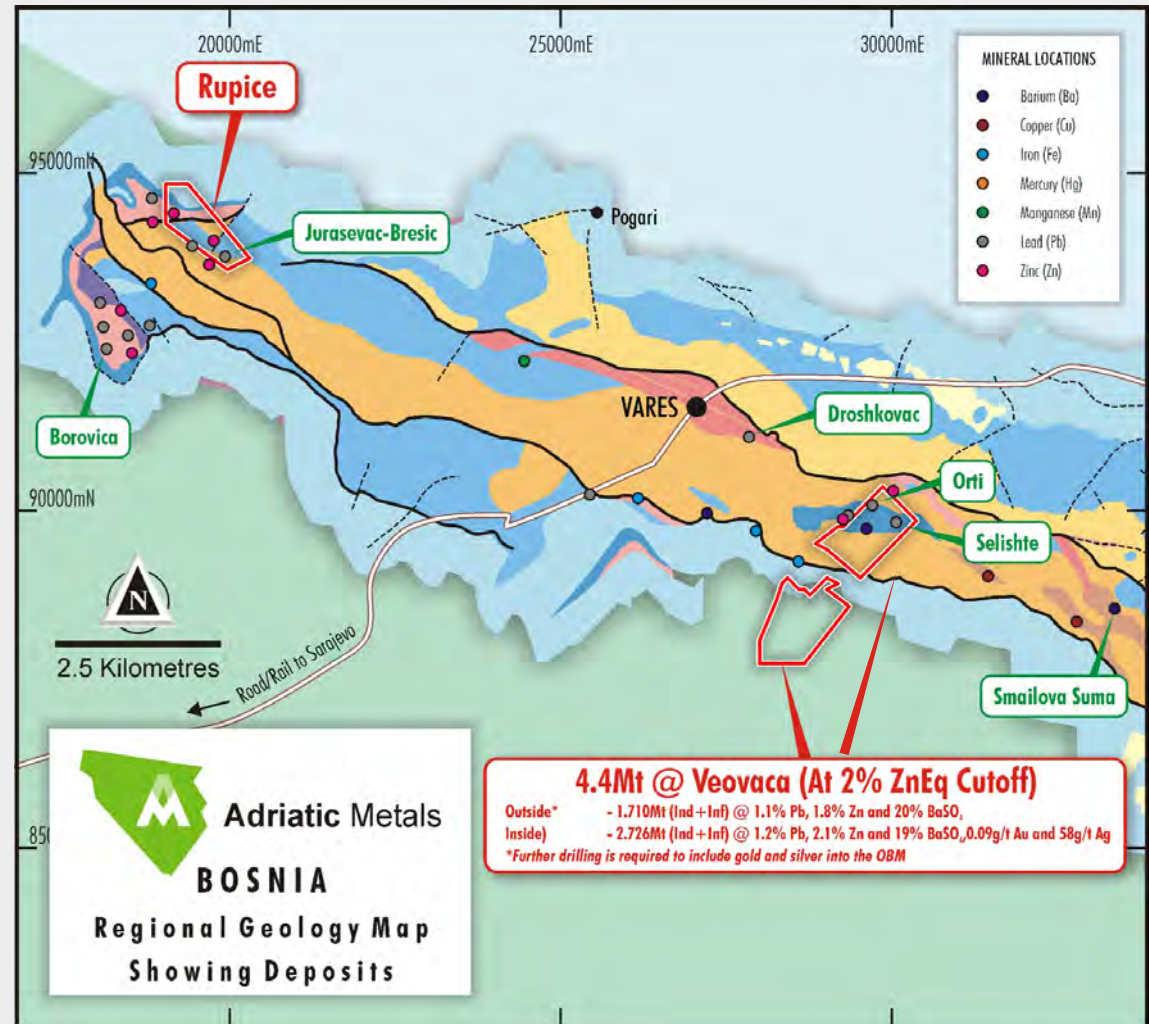 20000mE
25000mE
30000mE
MINERAL LOCATIONS
Barium (Ba)
Copper (Cu)
Iron (Fe)
Mercury (Hg)
Manganese (Mn)
Lead (Pb)
Zinc (Zn)
Rupice
95000mN
Pogari
Jurasevac-Bresic
VARES
Droshkovac
Borovica
Orti
90000mN
Selishte
N
2.5 Kilometres
Road/Rail to Sarajevo
Smailova Suma
4.4Mt @ Veovaca (At 2% ZnEq Cutoff)
Outside* - 1.710Mt (Ind+Inf) @ 1.1% Pb, 1.8% Zn and 20% BaSO₄
Inside) - 2.726Mt (Ind+Inf) @ 1.2% Pb, 2.1% Zn and 19% BaSO₄,0.09g/t Au and 58g/t Ag
*Further drilling is required to include gold and silver into the OBM
850
Adriatic Metals
BOSNIA
Regional Geology Map
Showing Deposits